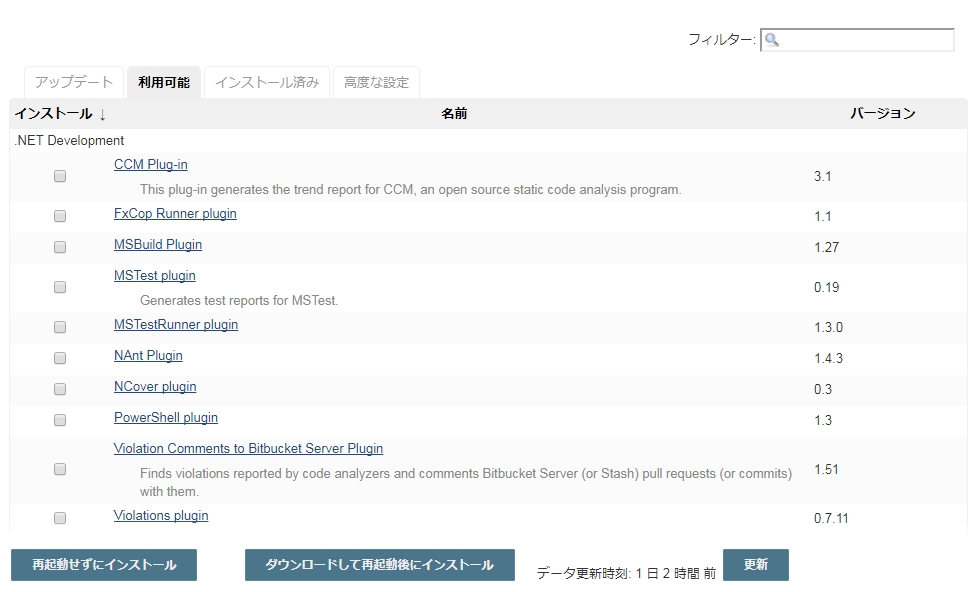 フィルター:
アップデート 利用可能 インストール済み 高度な設定
インストール ↓ 名前 バージョン
.NET Development
CCM Plug-in
This plug-in generates the trend report for CCM, an open source static code analysis program.
3.1
FxCop Runner plugin 1.1
MSBuild Plugin 1.27
MSTest plugin
Generates test reports for MSTest.
0.19
MSTestRunner plugin 1.3.0
NAnt Plugin 1.4.3
NCover plugin 0.3
PowerShell plugin 1.3
Violation Comments to Bitbucket Server Plugin
Finds violations reported by code analyzers and comments Bitbucket Server (or Stash) pull requests (or commits)
with them.
1.51
Violations plugin 0.7.11
再起動せずにインストール ダウンロードして再起動後にインストール データ更新時刻: 1 日 2 時間 前 更新